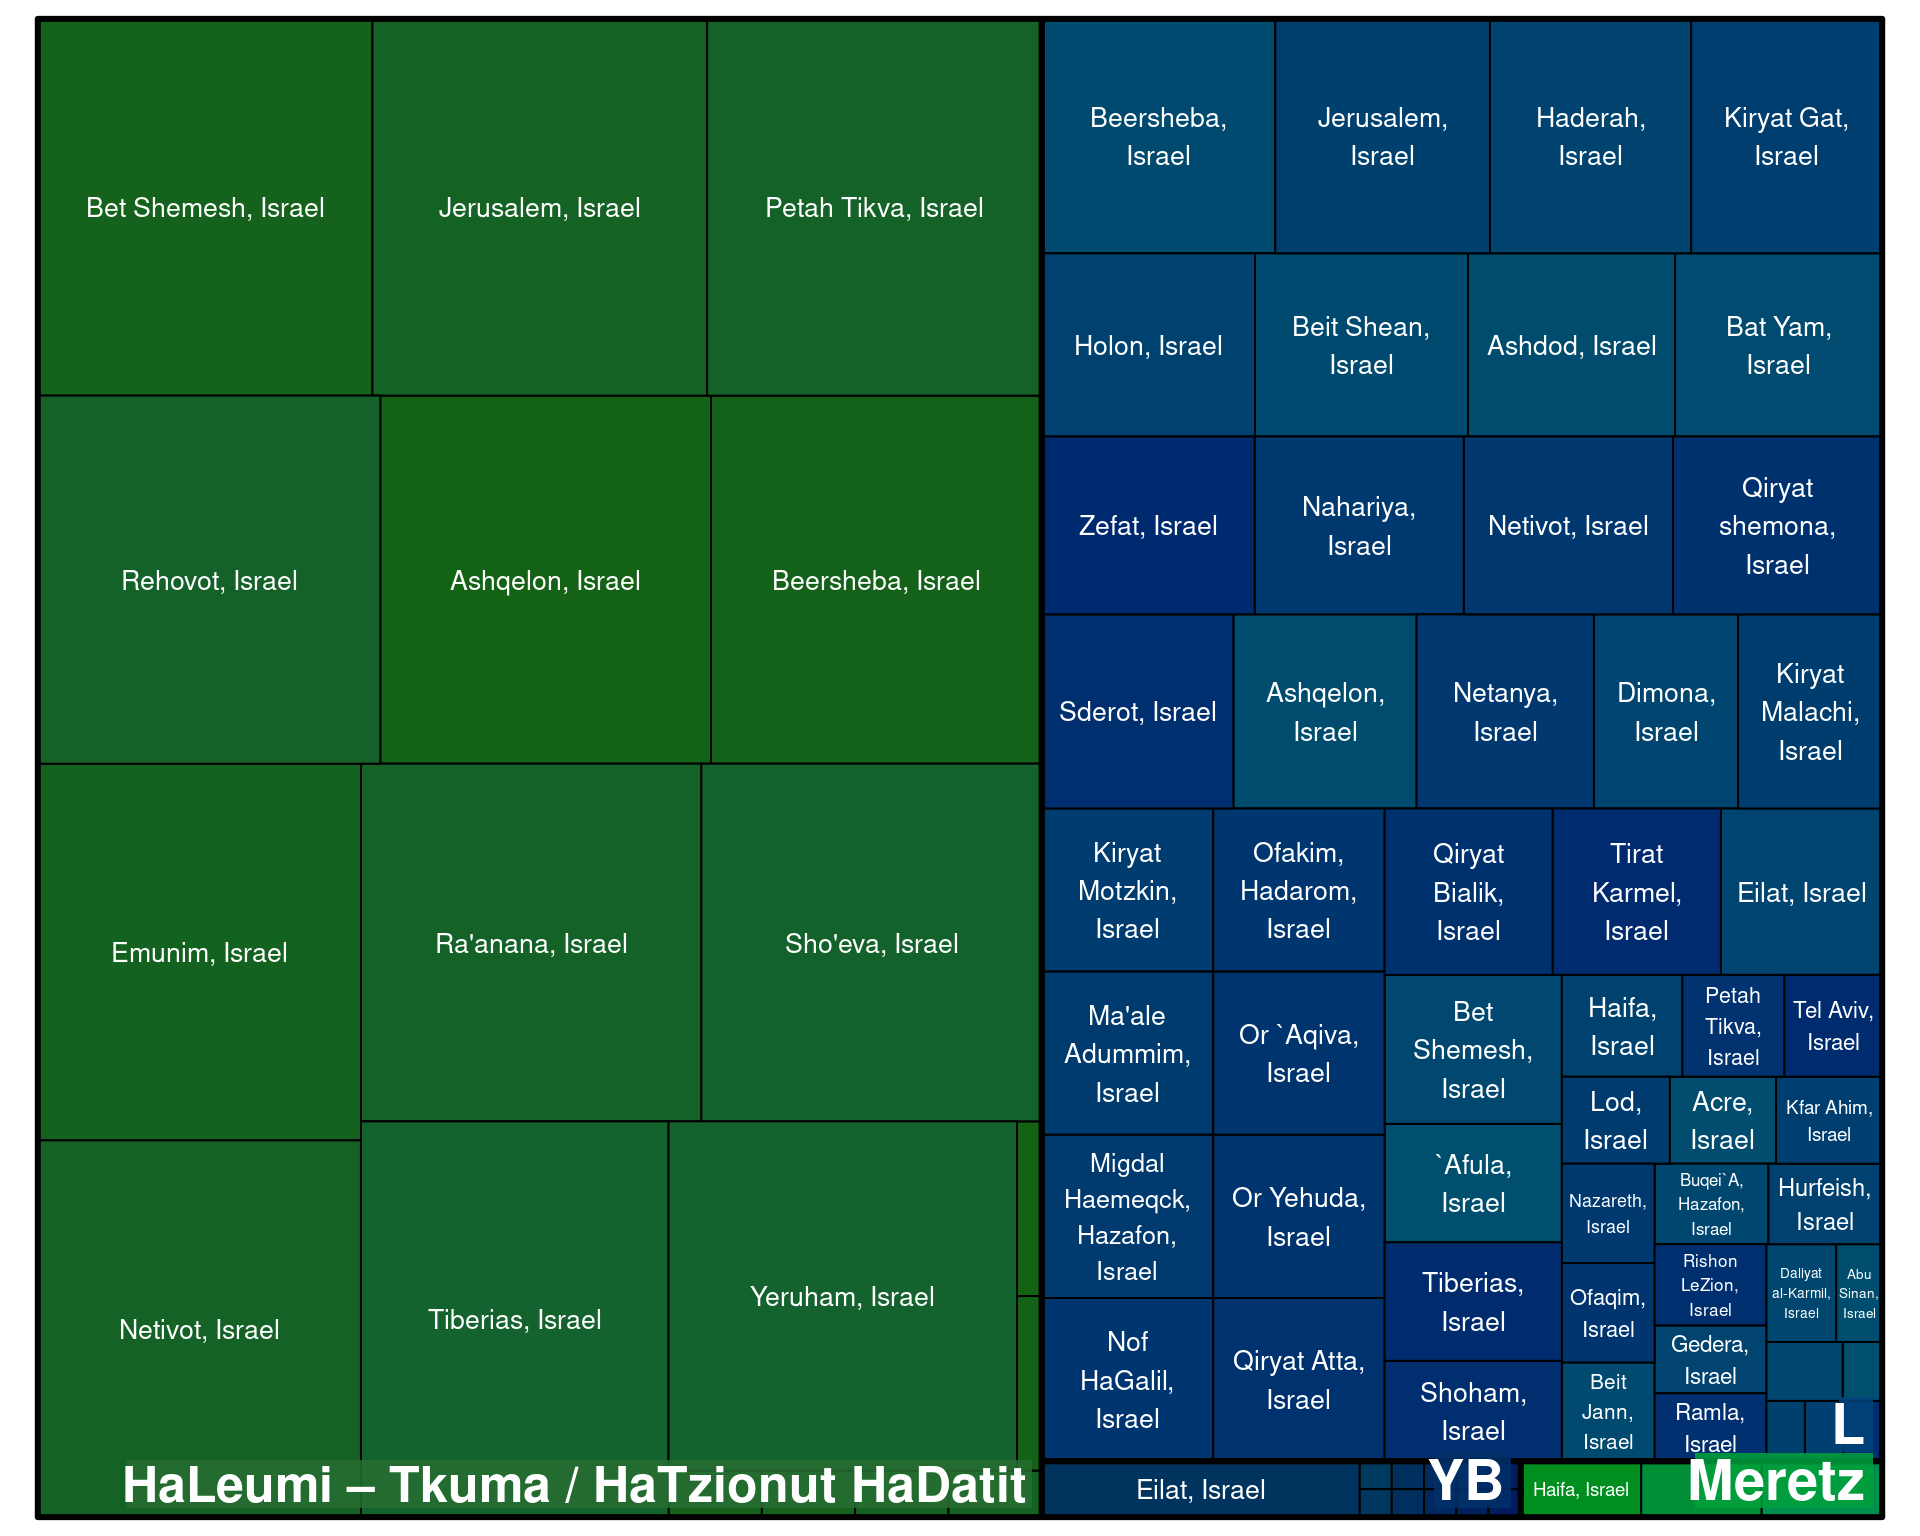 Bet Shemesh, Israel
Jerusalem, Israel
Petah Tikva, Israel
Rehovot, Israel
Ashqelon, Israel
Beersheba, Israel
Emunim, Israel
Ra'anana, Israel
Sho'eva, Israel
Netivot, Israel
Tiberias, Israel
Yeruham, Israel
HaLeumi – Tkuma / HaTzionut HaDatit
Beersheba,
Israel
Jerusalem,
Israel
Haderah,
Israel
Kiryat Gat,
Israel
Holon, Israel
Beit Shean,
Israel
Ashdod, Israel
Bat Yam,
Israel
Zefat, Israel
Nahariya,
Israel
Netivot, Israel
Qiryat
shemona,
Israel
Sderot, Israel
Ashqelon,
Israel
Netanya,
Israel
Dimona,
Israel
Kiryat
Malachi,
Israel
Kiryat
Motzkin,
Israel
Ofakim,
Hadarom,
Israel
Qiryat
Bialik,
Israel
Tirat
Karmel,
Israel
Eilat, Israel
Ma'ale
Adummim,
Israel
Or `Aqiva,
Israel
Bet
Shemesh,
Israel
Haifa,
Israel
Petah
Tikva,
Israel
Tel Aviv,
Israel
Lod,
Israel
Acre,
Israel
Kfar Ahim,
Israel
Migdal
Haemeqck,
Hazafon,
Israel
Or Yehuda,
Israel
`Afula,
Israel
Nazareth,
Israel
Buqei`A,
Hazafon,
Israel
Hurfeish,
Israel
Tiberias,
Israel
Ofaqim,
Israel
Rishon
LeZion,
Israel
Daliyat
al-Karmil,
Israel
Abu
Sinan,
Israel
Nof
HaGalil,
Israel
Qiryat Atta,
Israel
Shoham,
Israel
Beit
Jann,
Israel
Gedera,
Israel
Ramla,
Israel
L
Eilat, Israel
YB
Haifa, Israel
Meretz